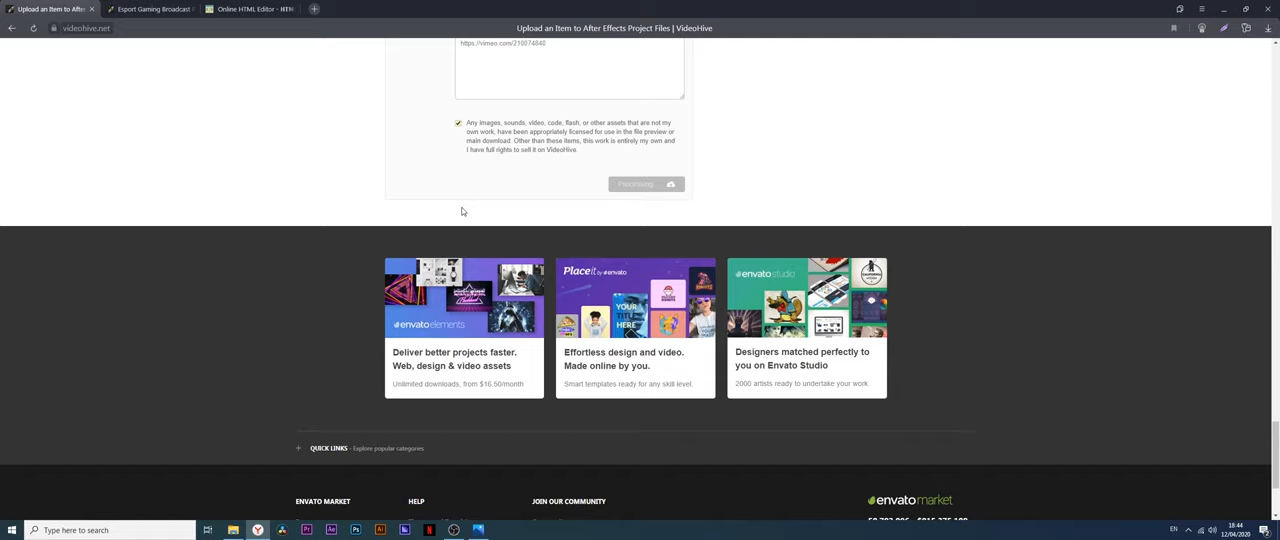 Upload an Item to After Effects
Esport Gaming Broadcast
Online HTML Editor - HTM
videohive.net
Upload an Item to After Effects Project Files | VideoHive
https://vimeo.com/210074840
Any images, sounds, video, code, flash, or other assets that are not my
own work, have been appropriately licensed for use in the file preview or
main download. Other than these items, this work is entirely my own and
I have full rights to sell it on VideoHive.
Processing
envato elements
Placeit by envato
YOUR
TITLE
HERE
envato studio
Deliver better projects faster.
Web, design & video assets
Unlimited downloads, from $16.50/month
Effortless design and video.
Made online by you.
Smart templates ready for any skill level.
Designers matched perfectly to
you on Envato Studio
2000 artists ready to undertake your work
QUICK LINKS - Explore popular categories
ENVATO MARKET
HELP
JOIN OUR COMMUNITY
envato market
Type here to search
EN
18:44
12/04/2020